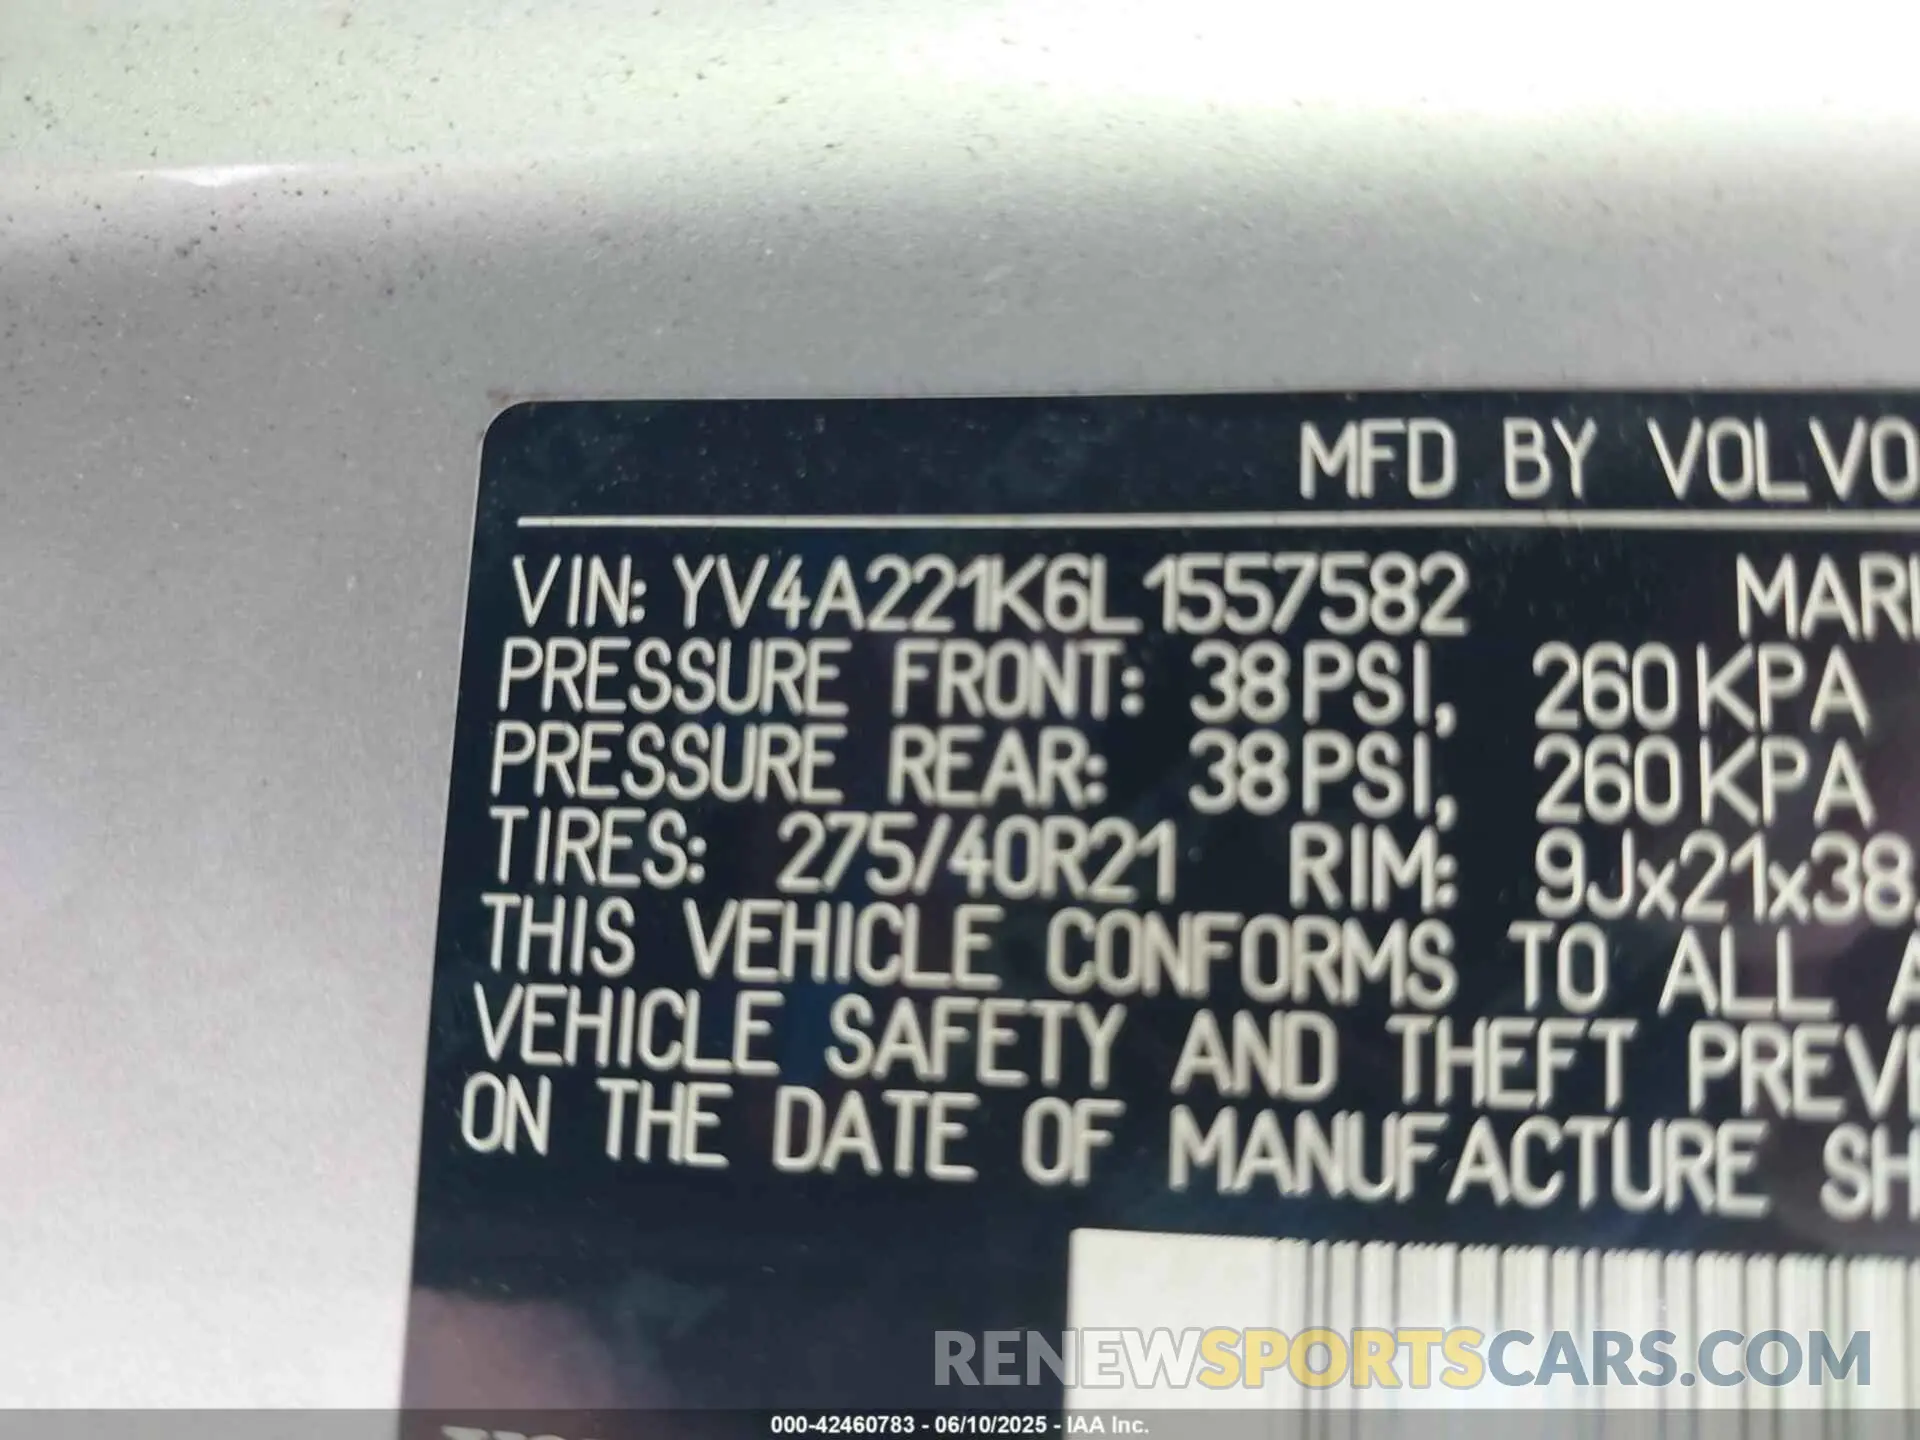 MFD BY VOLVO
VIN: YV4A221K6L1557582
PRESSURE FRONT: 38 PSI, 260 KPA
PRESSURE REAR: 38 PSI, 260 KPA
TIRES: 275/40R21 RIM: 9Jx21x38.
THIS VEHICLE CONFORMS TO ALL
VEHICLE SAFETY AND THEFT
ON THE DATE OF MANUFACTURE
RENEWSPORTSCARS.COM
000-42460783 - 06/10/2025 - IAA Inc.